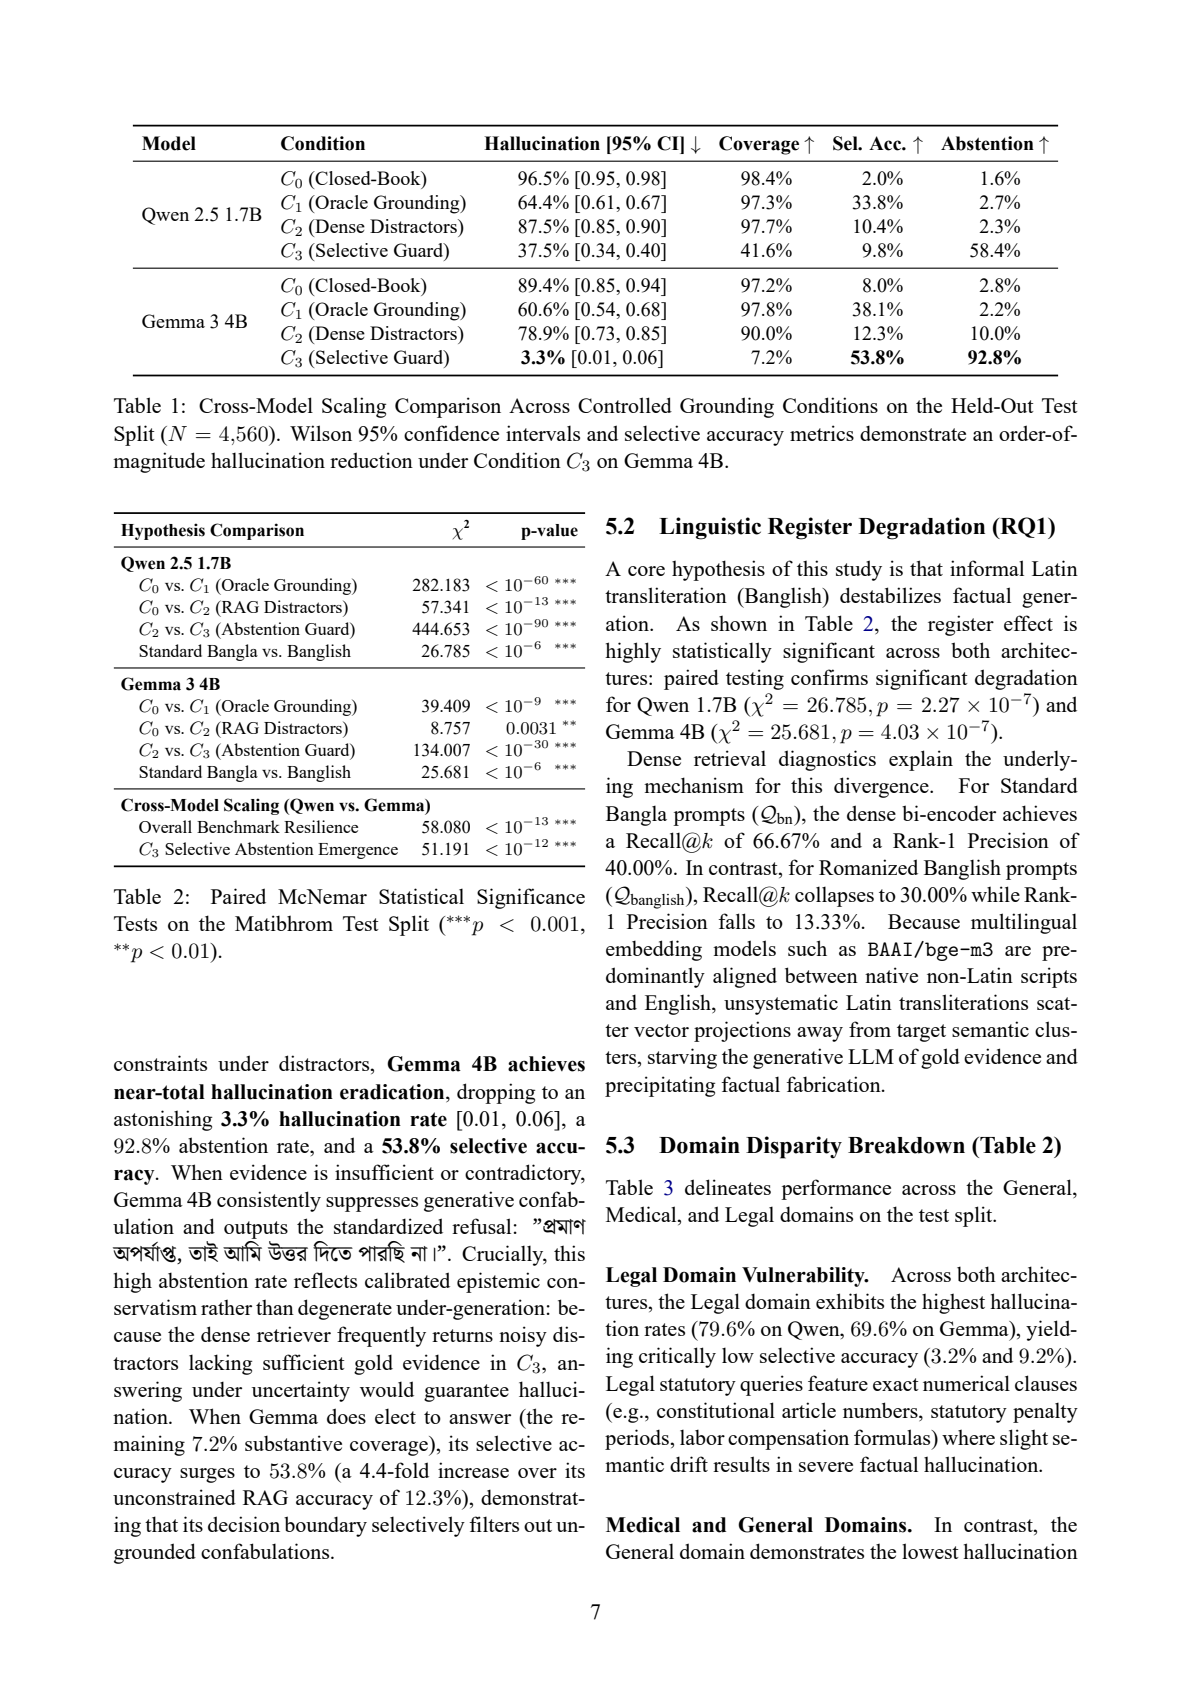 Model Condition Hallucination [95% CI] ↓ Coverage ↑ Sel. Acc. ↑ Abstention ↑
Qwen 2.5 1.7B
C0 (Closed-Book) 96.5% [0.95, 0.98] 98.4% 2.0% 1.6%
C1 (Oracle Grounding) 64.4% [0.61, 0.67] 97.3% 33.8% 2.7%
C2 (Dense Distractors) 87.5% [0.85, 0.90] 97.7% 10.4% 2.3%
C3 (Selective Guard) 37.5% [0.34, 0.40] 41.6% 9.8% 58.4%
Gemma 3 4B
C0 (Closed-Book) 89.4% [0.85, 0.94] 97.2% 8.0% 2.8%
C1 (Oracle Grounding) 60.6% [0.54, 0.68] 97.8% 38.1% 2.2%
C2 (Dense Distractors) 78.9% [0.73, 0.85] 90.0% 12.3% 10.0%
C3 (Selective Guard) 3.3% [0.01, 0.06] 7.2% 53.8% 92.8%
Table 1: Cross-Model Scaling Comparison Across Controlled Grounding Conditions on the Held-Out Test
Split (N = 4,560). Wilson 95% confidence intervals and selective accuracy metrics demonstrate an order-of-
magnitude hallucination reduction under Condition C3 on Gemma 4B.
Hypothesis Comparison χ² p-value
Qwen 2.5 1.7B
C0 vs. C1 (Oracle Grounding) 282.183 < 10⁻⁶⁰ ***
C0 vs. C2 (RAG Distractors) 57.341 < 10⁻¹³ ***
C2 vs. C3 (Abstention Guard) 444.653 < 10⁻⁹⁰ ***
Standard Bangla vs. Banglish 26.785 < 10⁻⁶ ***
Gemma 3 4B
C0 vs. C1 (Oracle Grounding) 39.409 < 10⁻⁹ ***
C0 vs. C2 (RAG Distractors) 8.757 0.0031 **
C2 vs. C3 (Abstention Guard) 134.007 < 10⁻³⁰ ***
Standard Bangla vs. Banglish 25.681 < 10⁻⁶ ***
Cross-Model Scaling (Qwen vs. Gemma)
Overall Benchmark Resilience 58.080 < 10⁻¹³ ***
C3 Selective Abstention Emergence 51.191 < 10⁻¹² ***
Table 2: Paired McNemar Statistical Significance
Tests on the Matibhrom Test Split (***p < 0.001,
**p < 0.01).
constraints under distractors, Gemma 4B achieves
near-total hallucination eradication, dropping to an
astonishing 3.3% hallucination rate [0.01, 0.06], a
92.8% abstention rate, and a 53.8% selective accu-
racy. When evidence is insufficient or contradictory,
Gemma 4B consistently suppresses generative confab-
ulation and outputs the standardized refusal: ”প্রমাণ
অপর্যাপ্ত, তাই আমি উত্তর দিতে পারছি না।”. Crucially, this
high abstention rate reflects calibrated epistemic con-
servatism rather than degenerate under-generation: be-
cause the dense retriever frequently returns noisy dis-
tractors lacking sufficient gold evidence in C3, an-
swering under uncertainty would guarantee halluci-
nation. When Gemma does elect to answer (the re-
maining 7.2% substantive coverage), its selective ac-
curacy surges to 53.8% (a 4.4-fold increase over its
unconstrained RAG accuracy of 12.3%), demonstrat-
ing that its decision boundary selectively filters out un-
grounded confabulations.
5.2 Linguistic Register Degradation (RQ1)
A core hypothesis of this study is that informal Latin
transliteration (Banglish) destabilizes factual gener-
ation. As shown in Table 2, the register effect is
highly statistically significant across both architec-
tures: paired testing confirms significant degradation
for Qwen 1.7B (χ² = 26.785, p = 2.27 × 10⁻⁷) and
Gemma 4B (χ² = 25.681, p = 4.03 × 10⁻⁷).
Dense retrieval diagnostics explain the underly-
ing mechanism for this divergence. For Standard
Bangla prompts (𝒬bn), the dense bi-encoder achieves
a Recall@k of 66.67% and a Rank-1 Precision of
40.00%. In contrast, for Romanized Banglish prompts
(𝒬banglish), Recall@k collapses to 30.00% while Rank-
1 Precision falls to 13.33%. Because multilingual
embedding models such as BAAI/bge-m3 are pre-
dominantly aligned between native non-Latin scripts
and English, unsystematic Latin transliterations scat-
ter vector projections away from target semantic clus-
ters, starving the generative LLM of gold evidence and
precipitating factual fabrication.
5.3 Domain Disparity Breakdown (Table 2)
Table 3 delineates performance across the General,
Medical, and Legal domains on the test split.
Legal Domain Vulnerability. Across both architec-
tures, the Legal domain exhibits the highest hallucina-
tion rates (79.6% on Qwen, 69.6% on Gemma), yield-
ing critically low selective accuracy (3.2% and 9.2%).
Legal statutory queries feature exact numerical clauses
(e.g., constitutional article numbers, statutory penalty
periods, labor compensation formulas) where slight se-
mantic drift results in severe factual hallucination.
Medical and General Domains. In contrast, the
General domain demonstrates the lowest hallucination
7